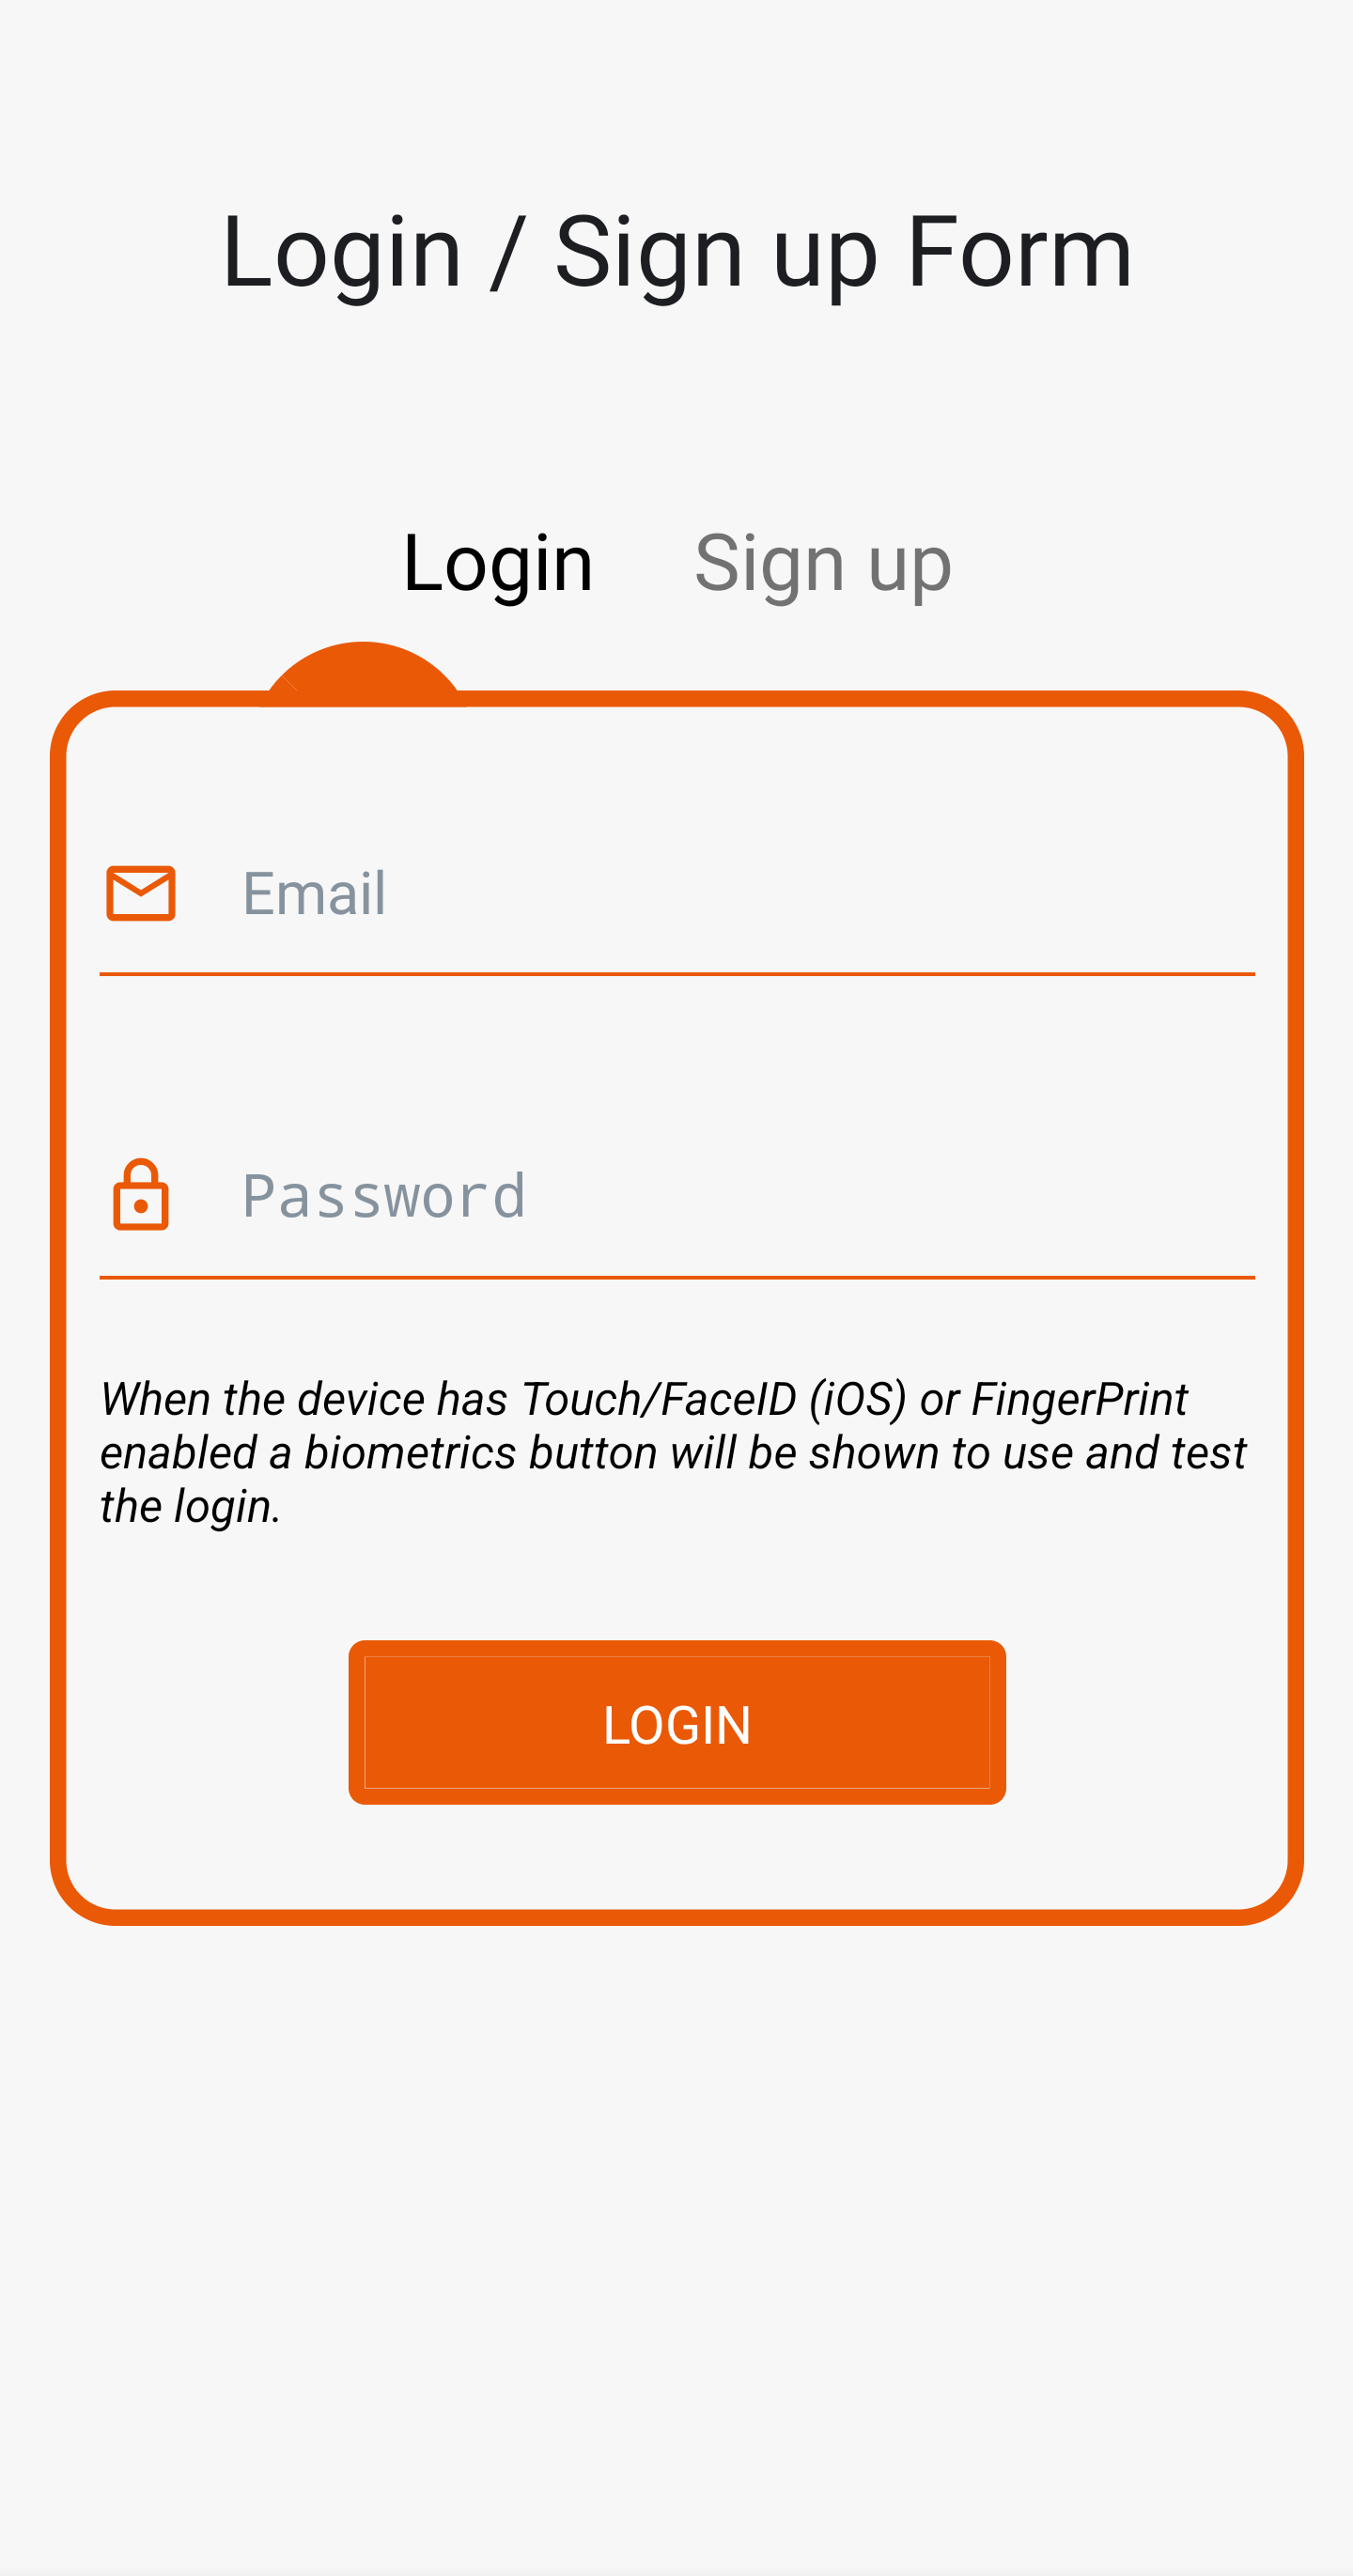 Login / Sign up Form
Login Sign up
Email
Password
When the device has Touch/FaceID (iOS) or FingerPrint
enabled a biometrics button will be shown to use and test
the login.
LOGIN